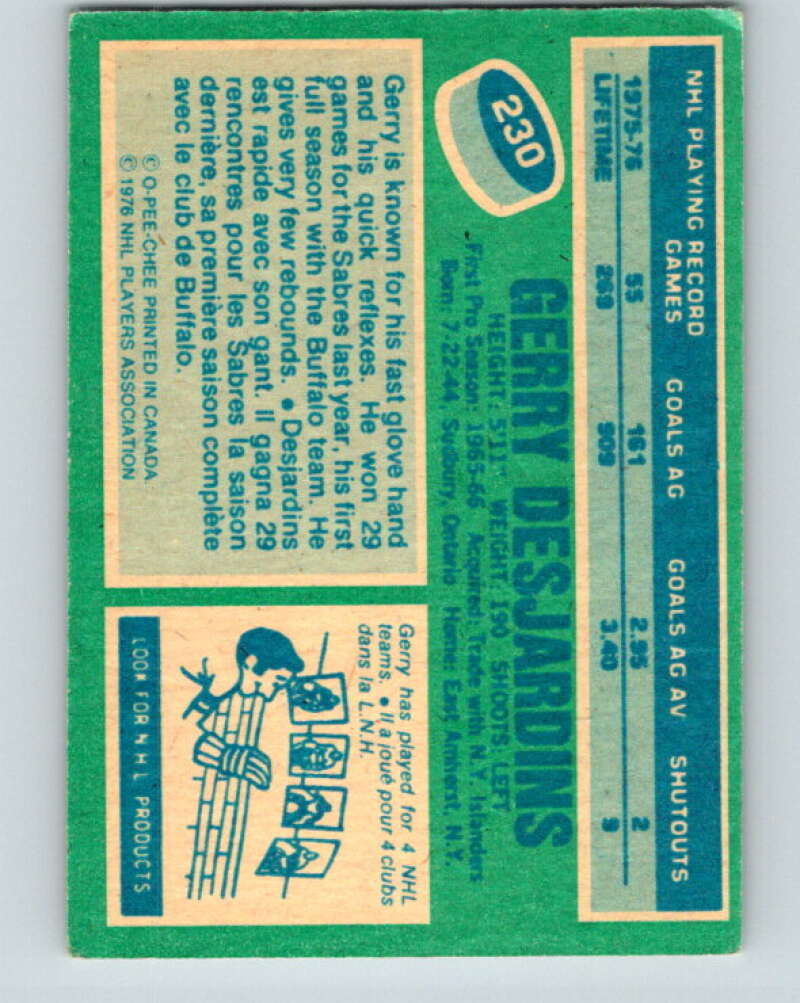 NHL PLAYING RECORD
GAMES GOALS AG GOALS AG AV SHUTOUTS
1975-76 55 161 2.95 2
LIFETIME 269 909 3.40 9
230
GERRY DESJARDINS
HEIGHT: 5'11" WEIGHT: 190 SHOOTS: LEFT
First Pro Season: 1965-66 Acquired: Trade with N.Y. Islanders
Born: 7-22-44, Sudbury, Ontario Home: East Amherst, N.Y.
Gerry is known for his fast glove hand
and his quick reflexes. He won 29
games for the Sabres last year, his first
full season with the Buffalo team. He
gives very few rebounds. • Desjardins
est rapide avec son gant. Il gagna 29
rencontres pour les Sabres la saison
dernière, sa première saison complète
avec le club de Buffalo.
© O-PEE-CHEE PRINTED IN CANADA
© 1976 NHL PLAYERS ASSOCIATION
Gerry has played for 4 NHL
teams. • Il a joué pour 4 clubs
dans la L.N.H.
LOOK FOR NHL PRODUCTS